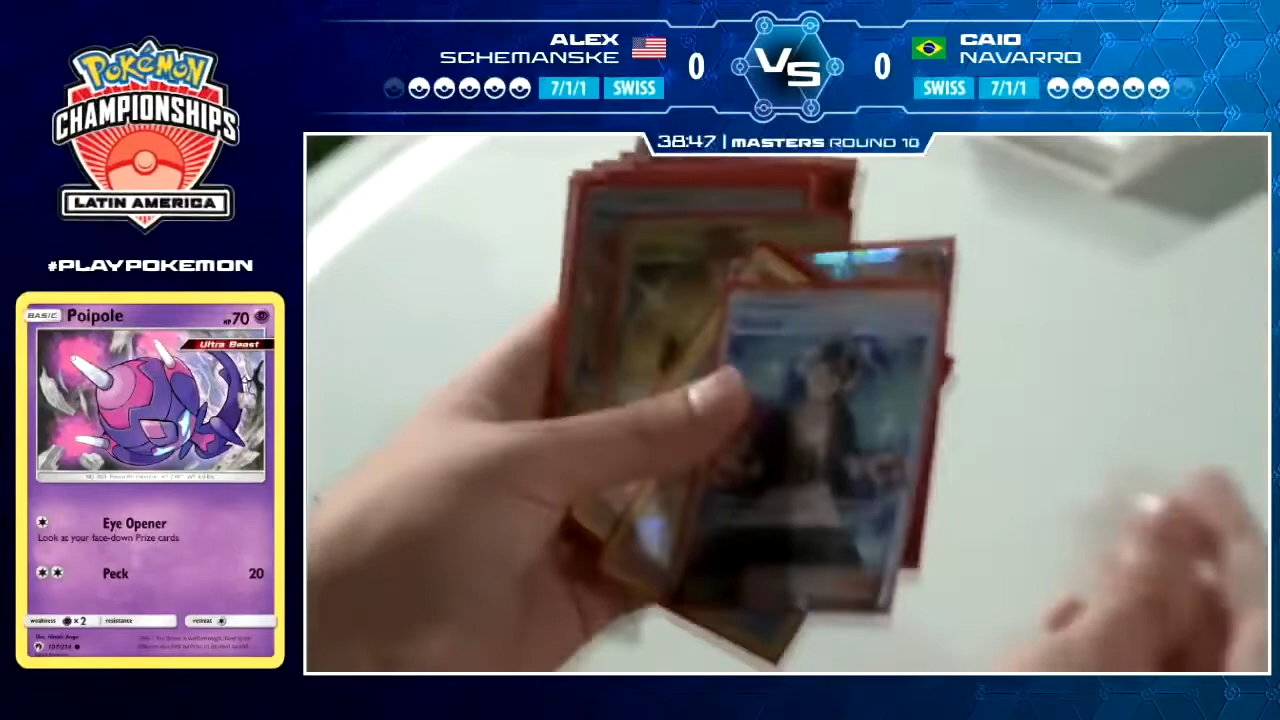 POKÉMON
CHAMPIONSHIPS
LATIN AMERICA
#PLAYPOKEMON
ALEX
SCHEMANSKE
0
7/1/1
SWISS
VS
0
CAIO
NAVARRO
SWISS
7/1/1
38:47 | MASTERS ROUND 10
BASIC
Poipole
HP70
Ultra Beast
Eye Opener
Look at your face-down Prize cards.
Peck
20
weakness
×2
resistance
retreat